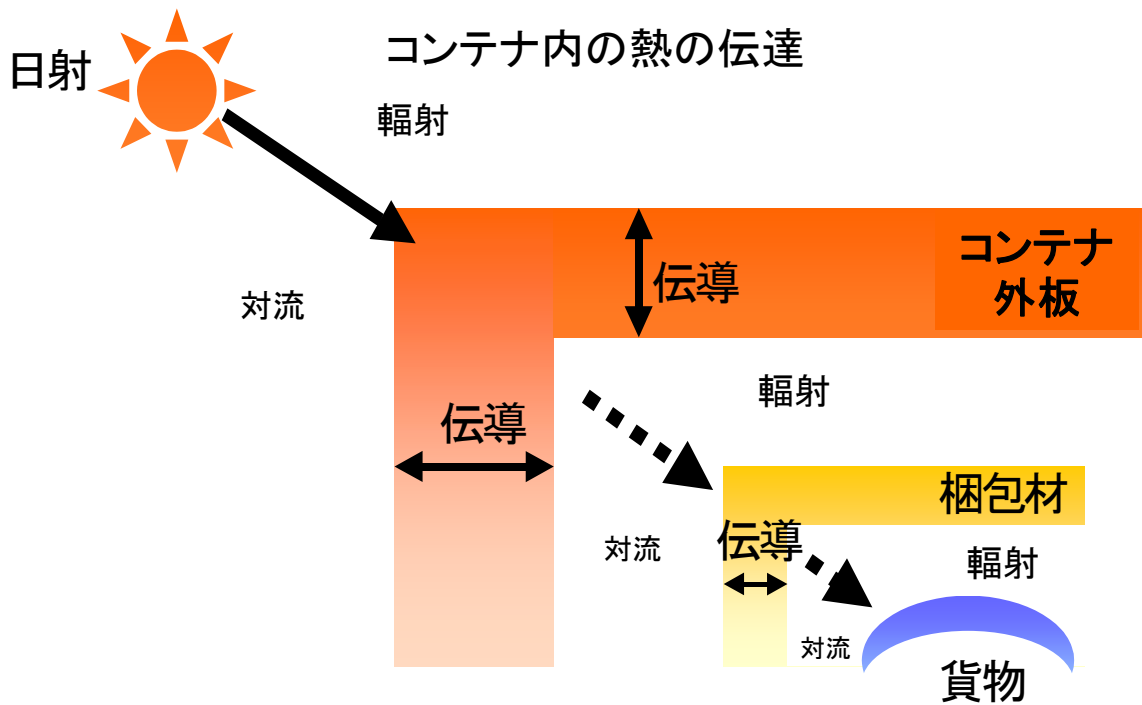 コンテナ内の熱の伝達
日射
輻射
対流
伝導
コンテナ
外板
伝導
輻射
対流
梱包材
伝導
輻射
対流
貨物